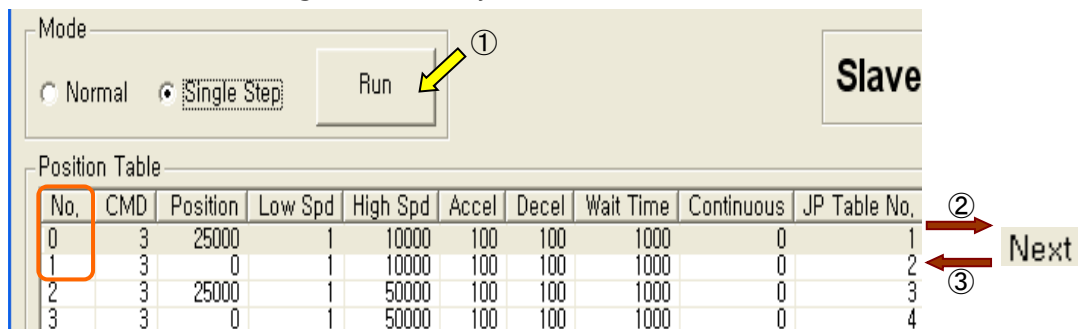 Mode
①
Normal Single Step Run Slave
Position Table
No, CMD Position Low Spd High Spd Accel Decel Wait Time Continuous JP Table No, ②
0 3 25000 1 10000 100 100 1000 0 1
Next
1 3 0 1 10000 100 100 1000 0 2
③
2 3 25000 1 50000 100 100 1000 0 3
3 3 0 1 50000 100 100 1000 0 4